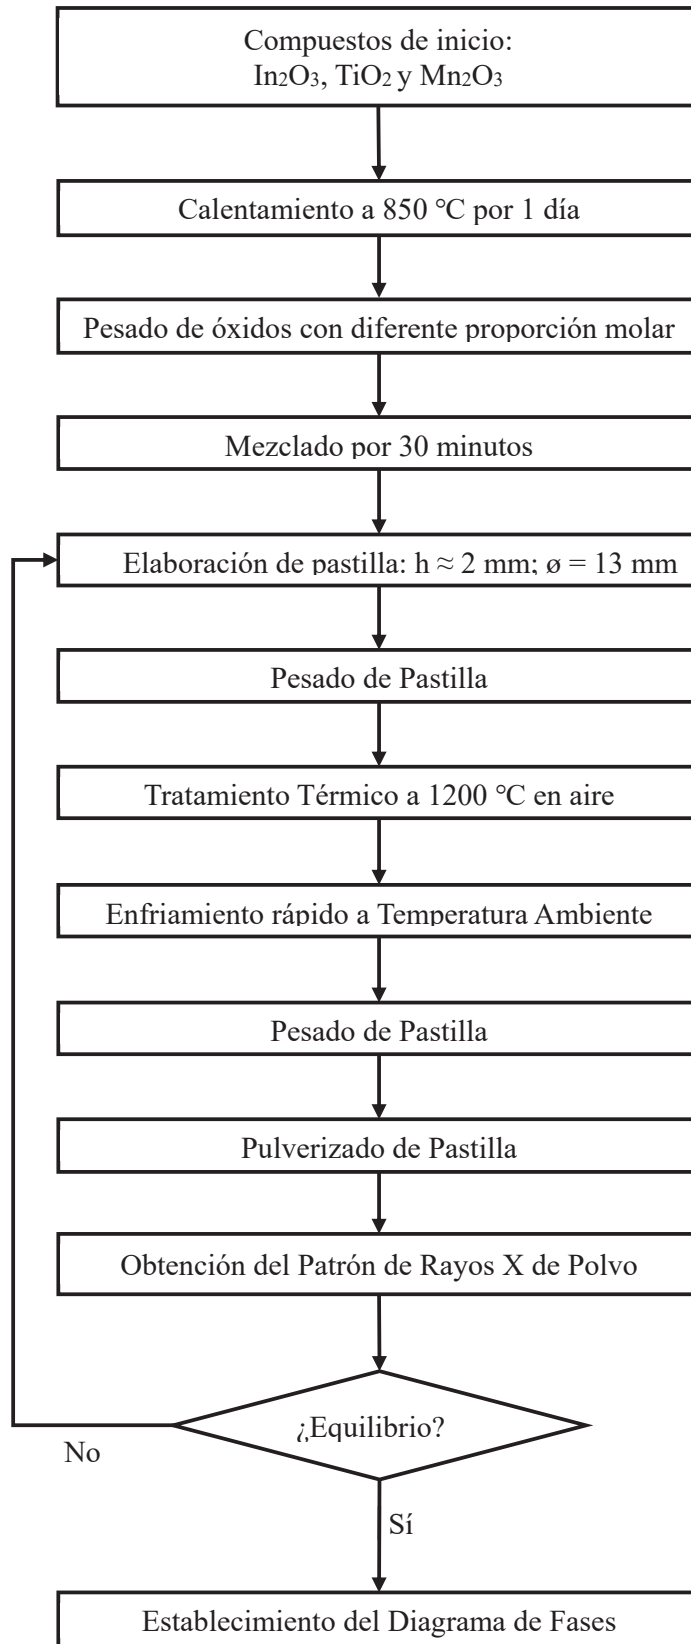 Compuestos de inicio:
In₂O₃, TiO₂ y Mn₂O₃
Calentamiento a 850 °C por 1 día
Pesado de óxidos con diferente proporción molar
Mezclado por 30 minutos
Elaboración de pastilla: h ≈ 2 mm; ø = 13 mm
Pesado de Pastilla
Tratamiento Térmico a 1200 °C en aire
Enfriamiento rápido a Temperatura Ambiente
Pesado de Pastilla
Pulverizado de Pastilla
Obtención del Patrón de Rayos X de Polvo
¿Equilibrio?
No
Sí
Establecimiento del Diagrama de Fases